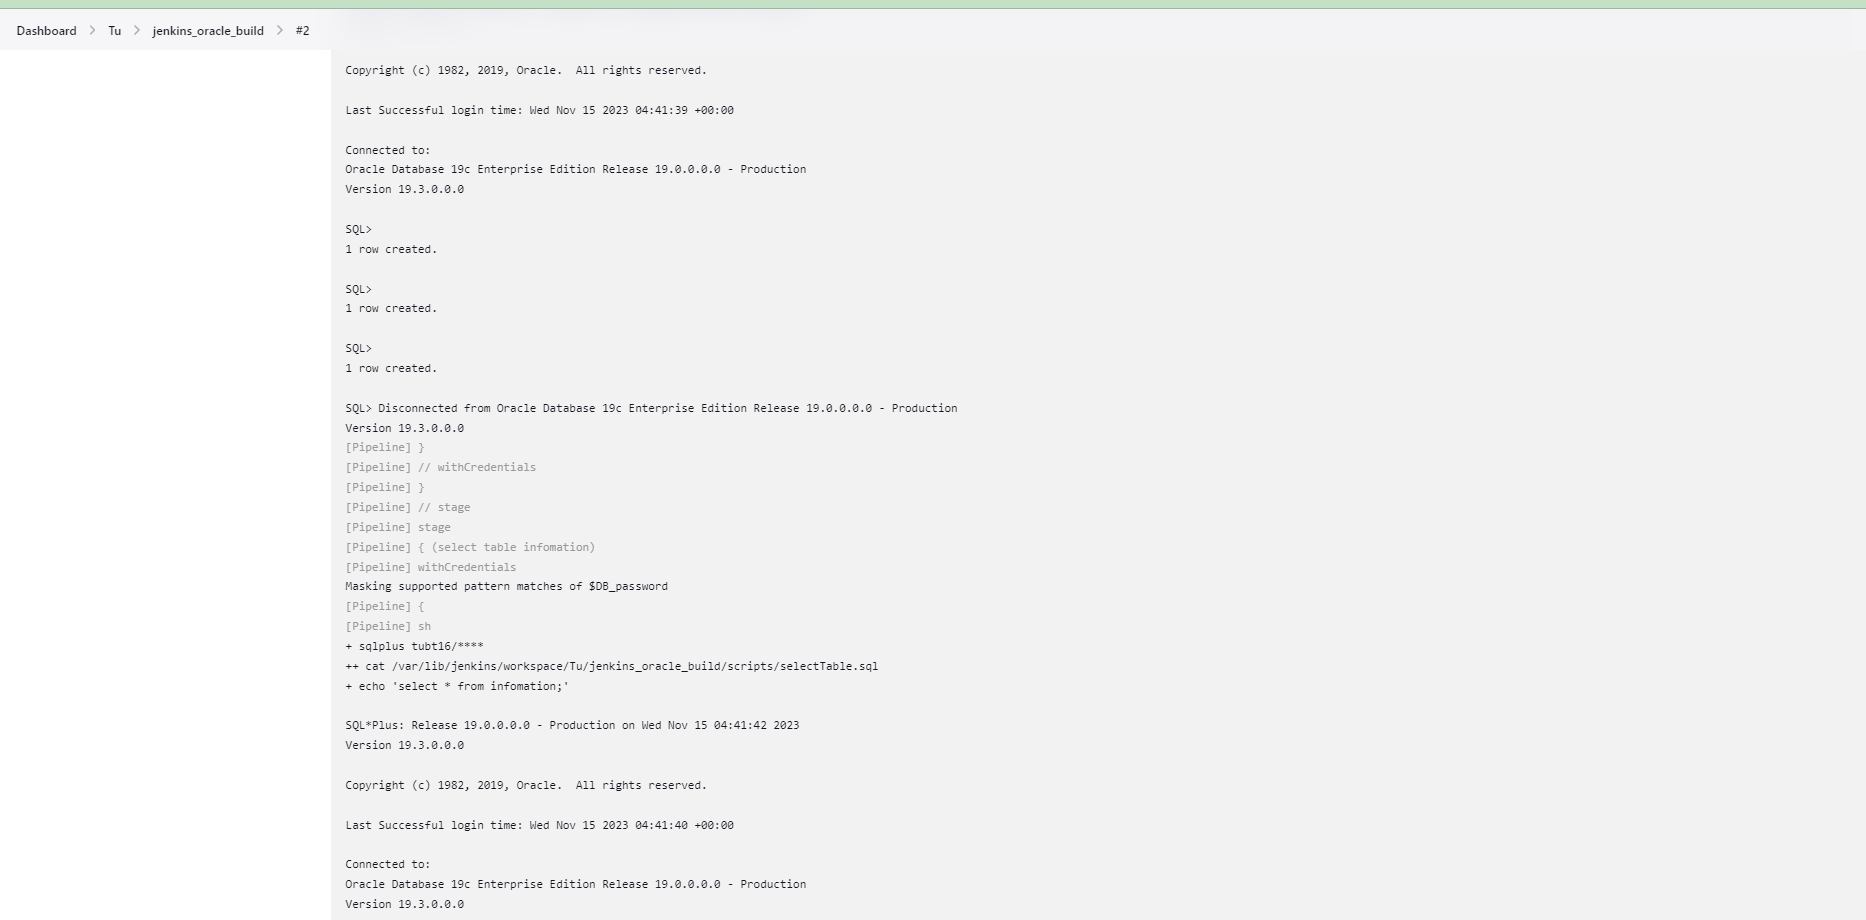 Dashboard > Tu > jenkins_oracle_build > #2
Copyright (c) 1982, 2019, Oracle.  All rights reserved.
Last Successful login time: Wed Nov 15 2023 04:41:39 +00:00
Connected to:
Oracle Database 19c Enterprise Edition Release 19.0.0.0.0 - Production
Version 19.3.0.0.0
SQL>
1 row created.
SQL>
1 row created.
SQL>
1 row created.
SQL> Disconnected from Oracle Database 19c Enterprise Edition Release 19.0.0.0.0 - Production
Version 19.3.0.0.0
[Pipeline] }
[Pipeline] // withCredentials
[Pipeline] }
[Pipeline] // stage
[Pipeline] stage
[Pipeline] { (select table infomation)
[Pipeline] withCredentials
Masking supported pattern matches of $DB_password
[Pipeline] {
[Pipeline] sh
+ sqlplus tubt16/****
++ cat /var/lib/jenkins/workspace/Tu/jenkins_oracle_build/scripts/selectTable.sql
+ echo 'select * from infomation;'
SQL*Plus: Release 19.0.0.0.0 - Production on Wed Nov 15 04:41:42 2023
Version 19.3.0.0.0
Copyright (c) 1982, 2019, Oracle.  All rights reserved.
Last Successful login time: Wed Nov 15 2023 04:41:40 +00:00
Connected to:
Oracle Database 19c Enterprise Edition Release 19.0.0.0.0 - Production
Version 19.3.0.0.0